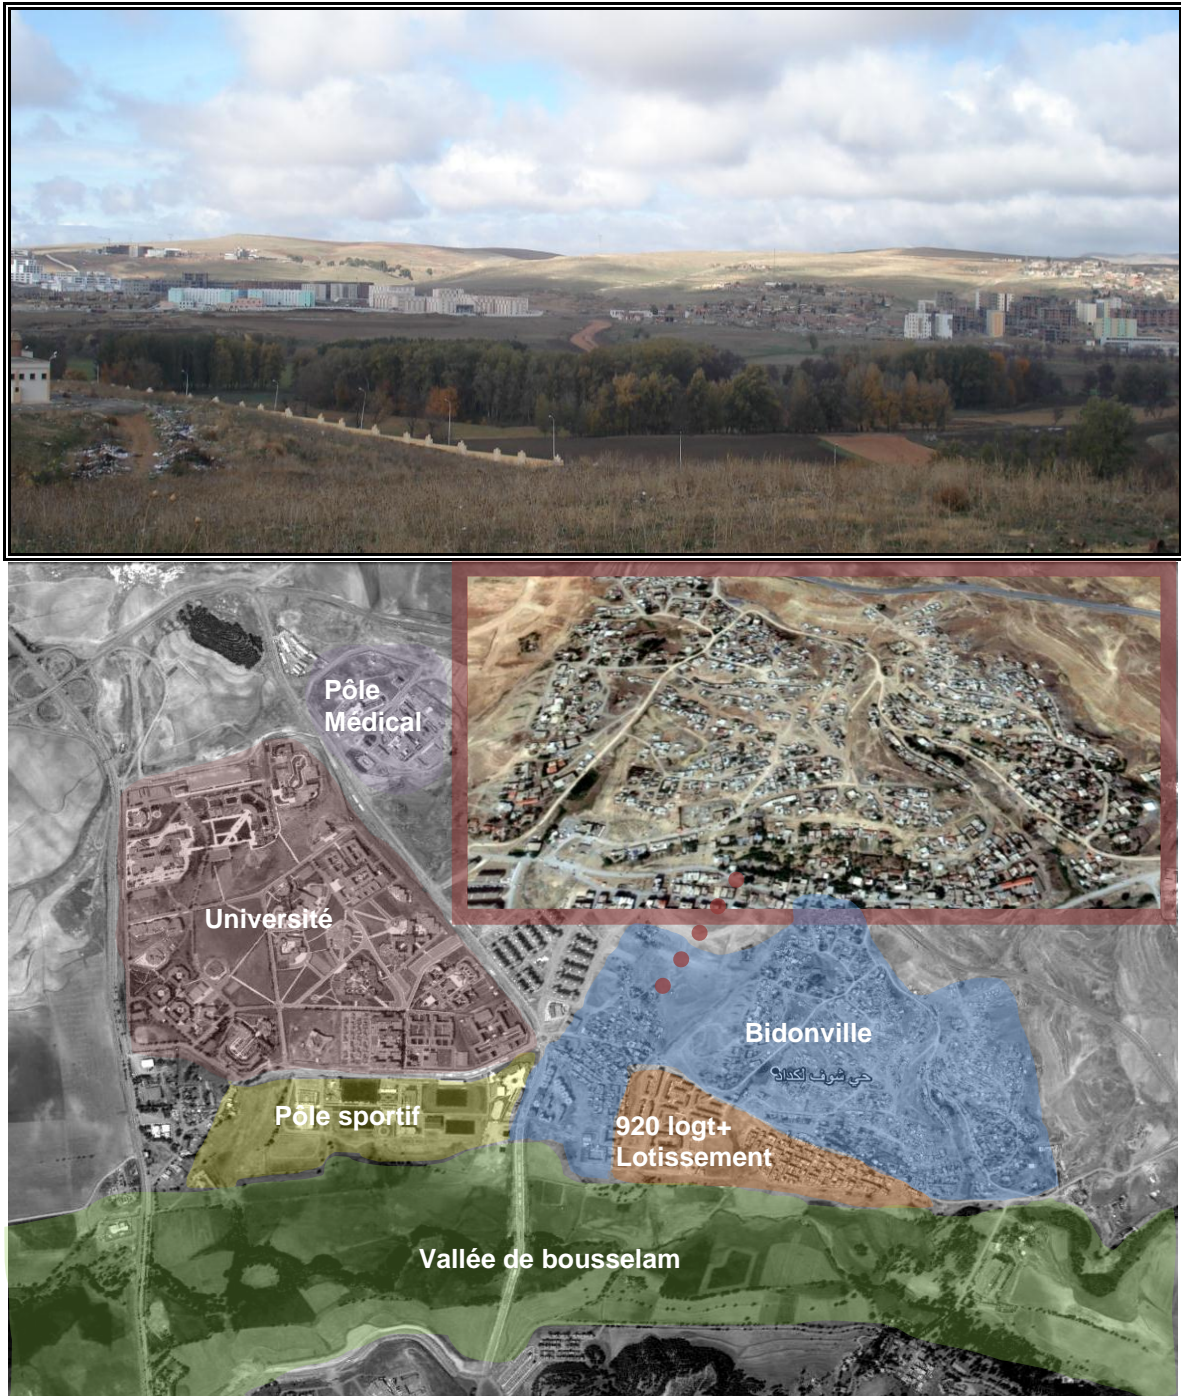 Pôle
Médical
Université
Bidonville
حي شوف لكداد
Pôle sportif
920 logt+
Lotissement
Vallée de bousselam